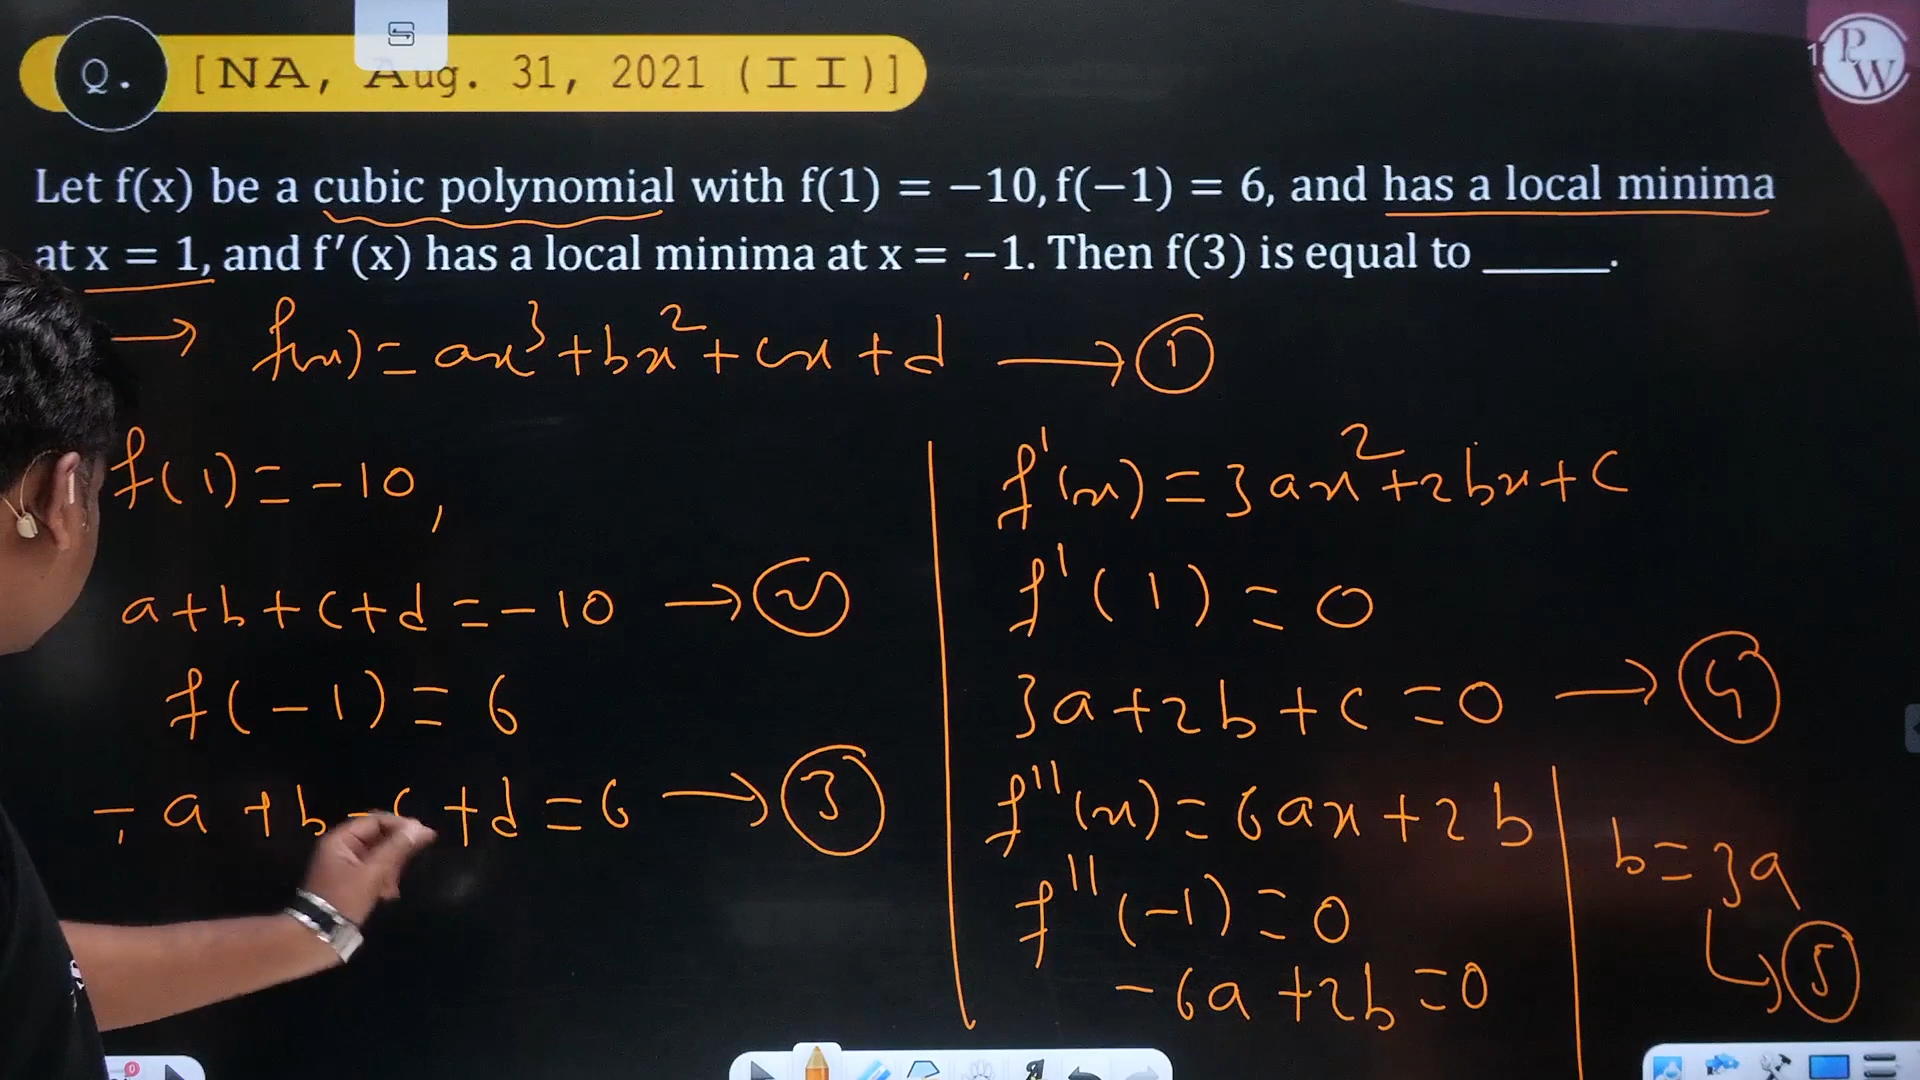 Q. [NA, Aug. 31, 2021 (II)]
PW
Let f(x) be a cubic polynomial with f(1) = −10, f(−1) = 6, and has a local minima
at x = 1, and f′(x) has a local minima at x = −1. Then f(3) is equal to ______.
→ f(x) = ax³ + bx² + cx + d → ①
f(1) = -10,
a + b + c + d = -10 → ②
f(-1) = 6
-a + b - c + d = 6 → ③
f'(x) = 3ax² + 2bx + c
f'(1) = 0
3a + 2b + c = 0 → ④
f''(x) = 6ax + 2b
f''(-1) = 0
-6a + 2b = 0
b = 3a
⑤